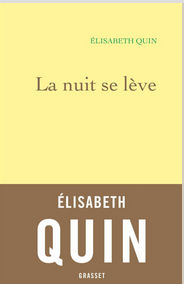 ÉLISABETH QUIN
La nuit se lève
ÉLISABETH
QUIN
GRASSET